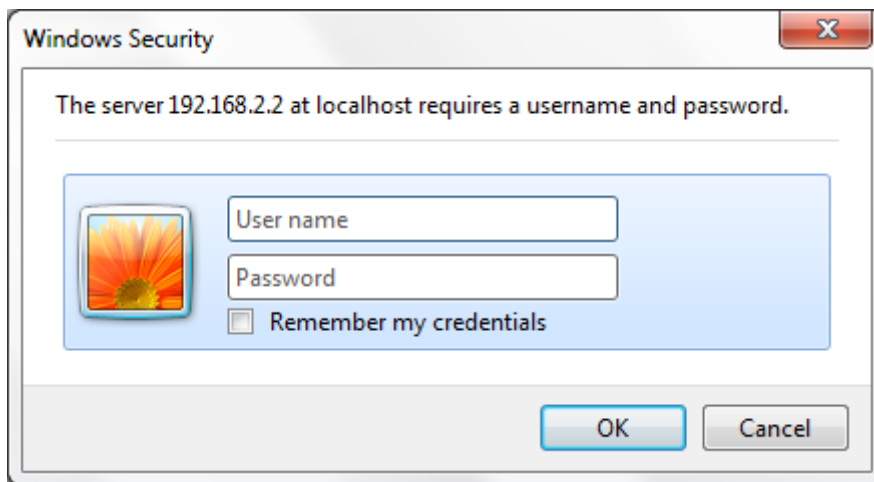 Windows Security
The server 192.168.2.2 at localhost requires a username and password.
User name
Password
Remember my credentials
OK
Cancel